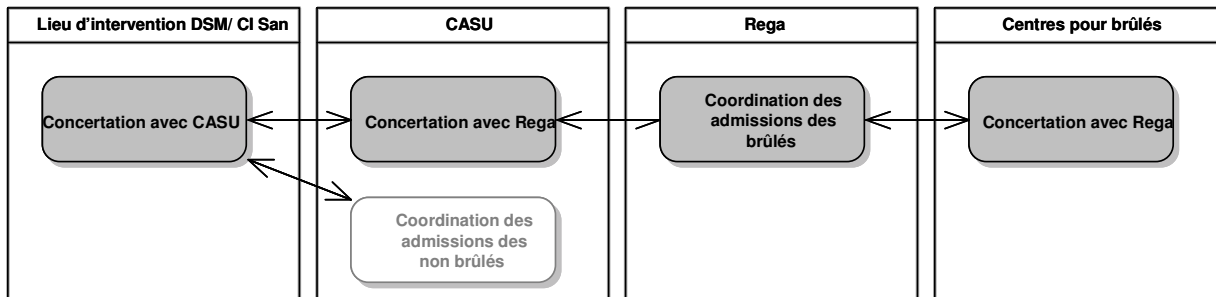 Lieu d'intervention DSM/ CI San
CASU
Rega
Centres pour brûlés
Concertation avec CASU
Concertation avec Rega
Coordination des
admissions des
brûlés
Concertation avec Rega
Coordination des
admissions des
non brûlés